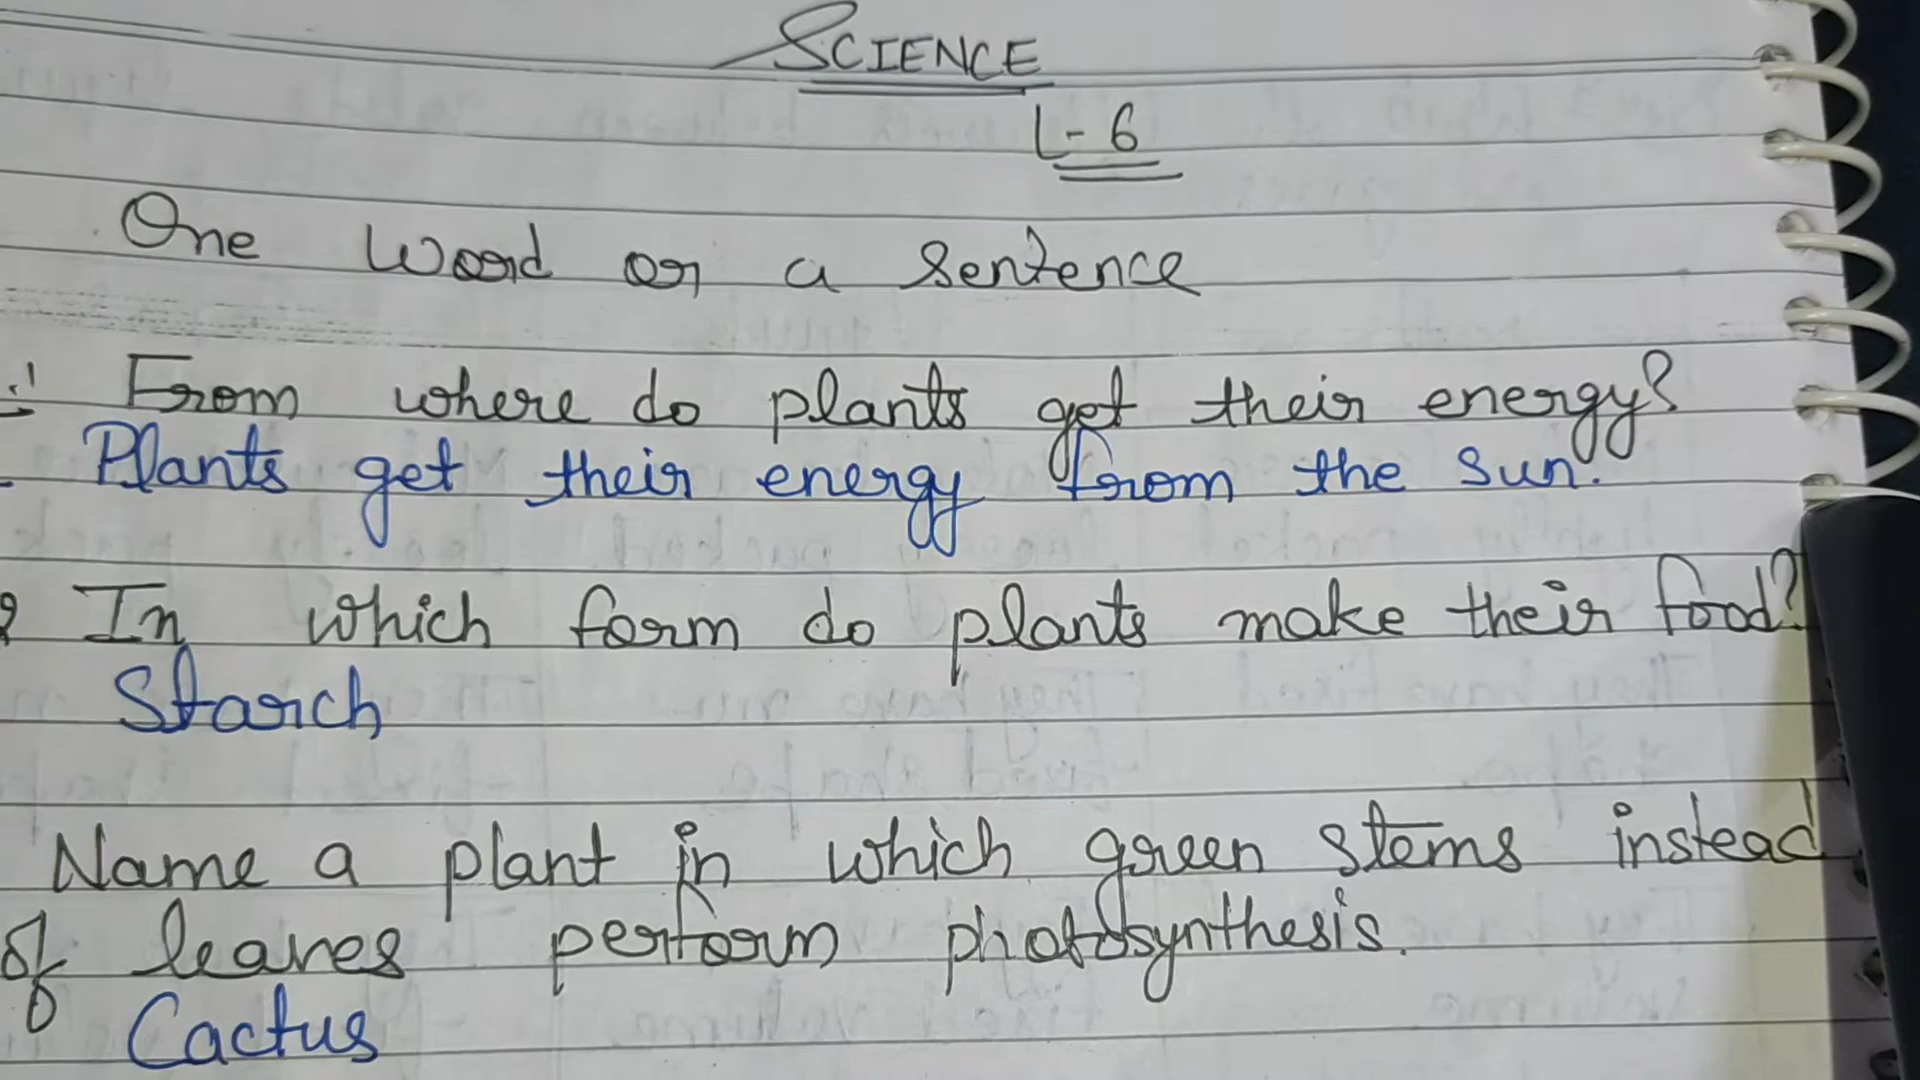 SCIENCE
L-6
One Word or a Sentence
From where do plants get their energy?
Plants get their energy from the sun.
2 In which form do plants make their food?
Starch
Name a plant in which green stems instead
of leaves perform photosynthesis.
Cactus